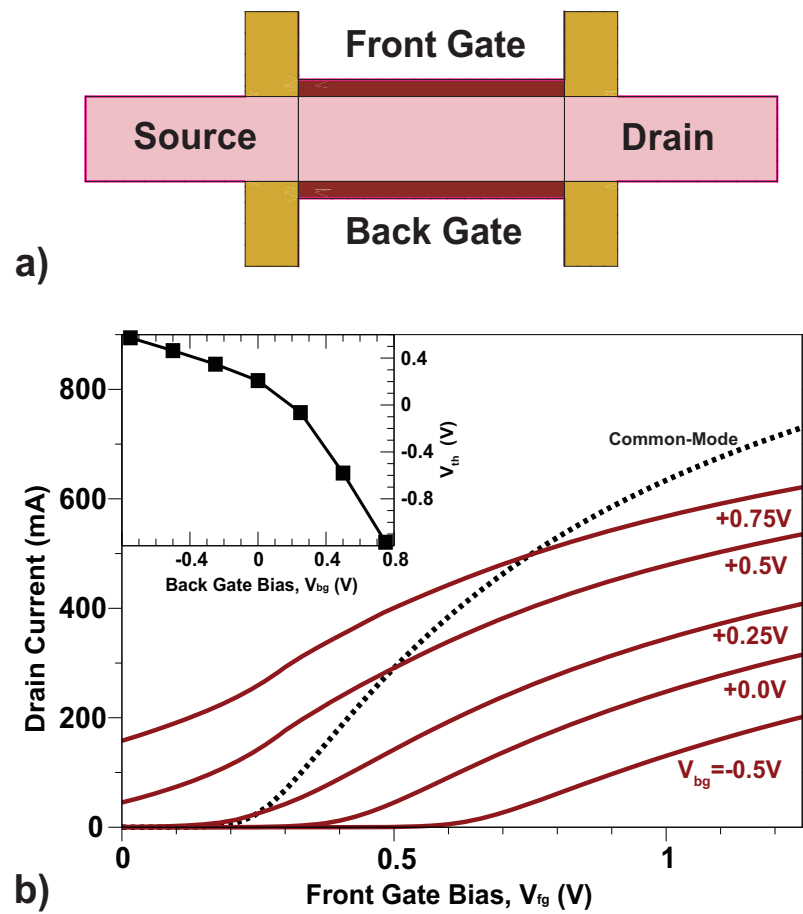 Front Gate
Source
Drain
Back Gate
a)
800
600
400
200
0
Drain Current (mA)
0.4
0
-0.4
-0.8
V_th (V)
-0.4
0
0.4
0.8
Back Gate Bias, V_bg (V)
Common-Mode
+0.75V
+0.5V
+0.25V
+0.0V
V_bg=-0.5V
0
0.5
1
Front Gate Bias, V_fg (V)
b)